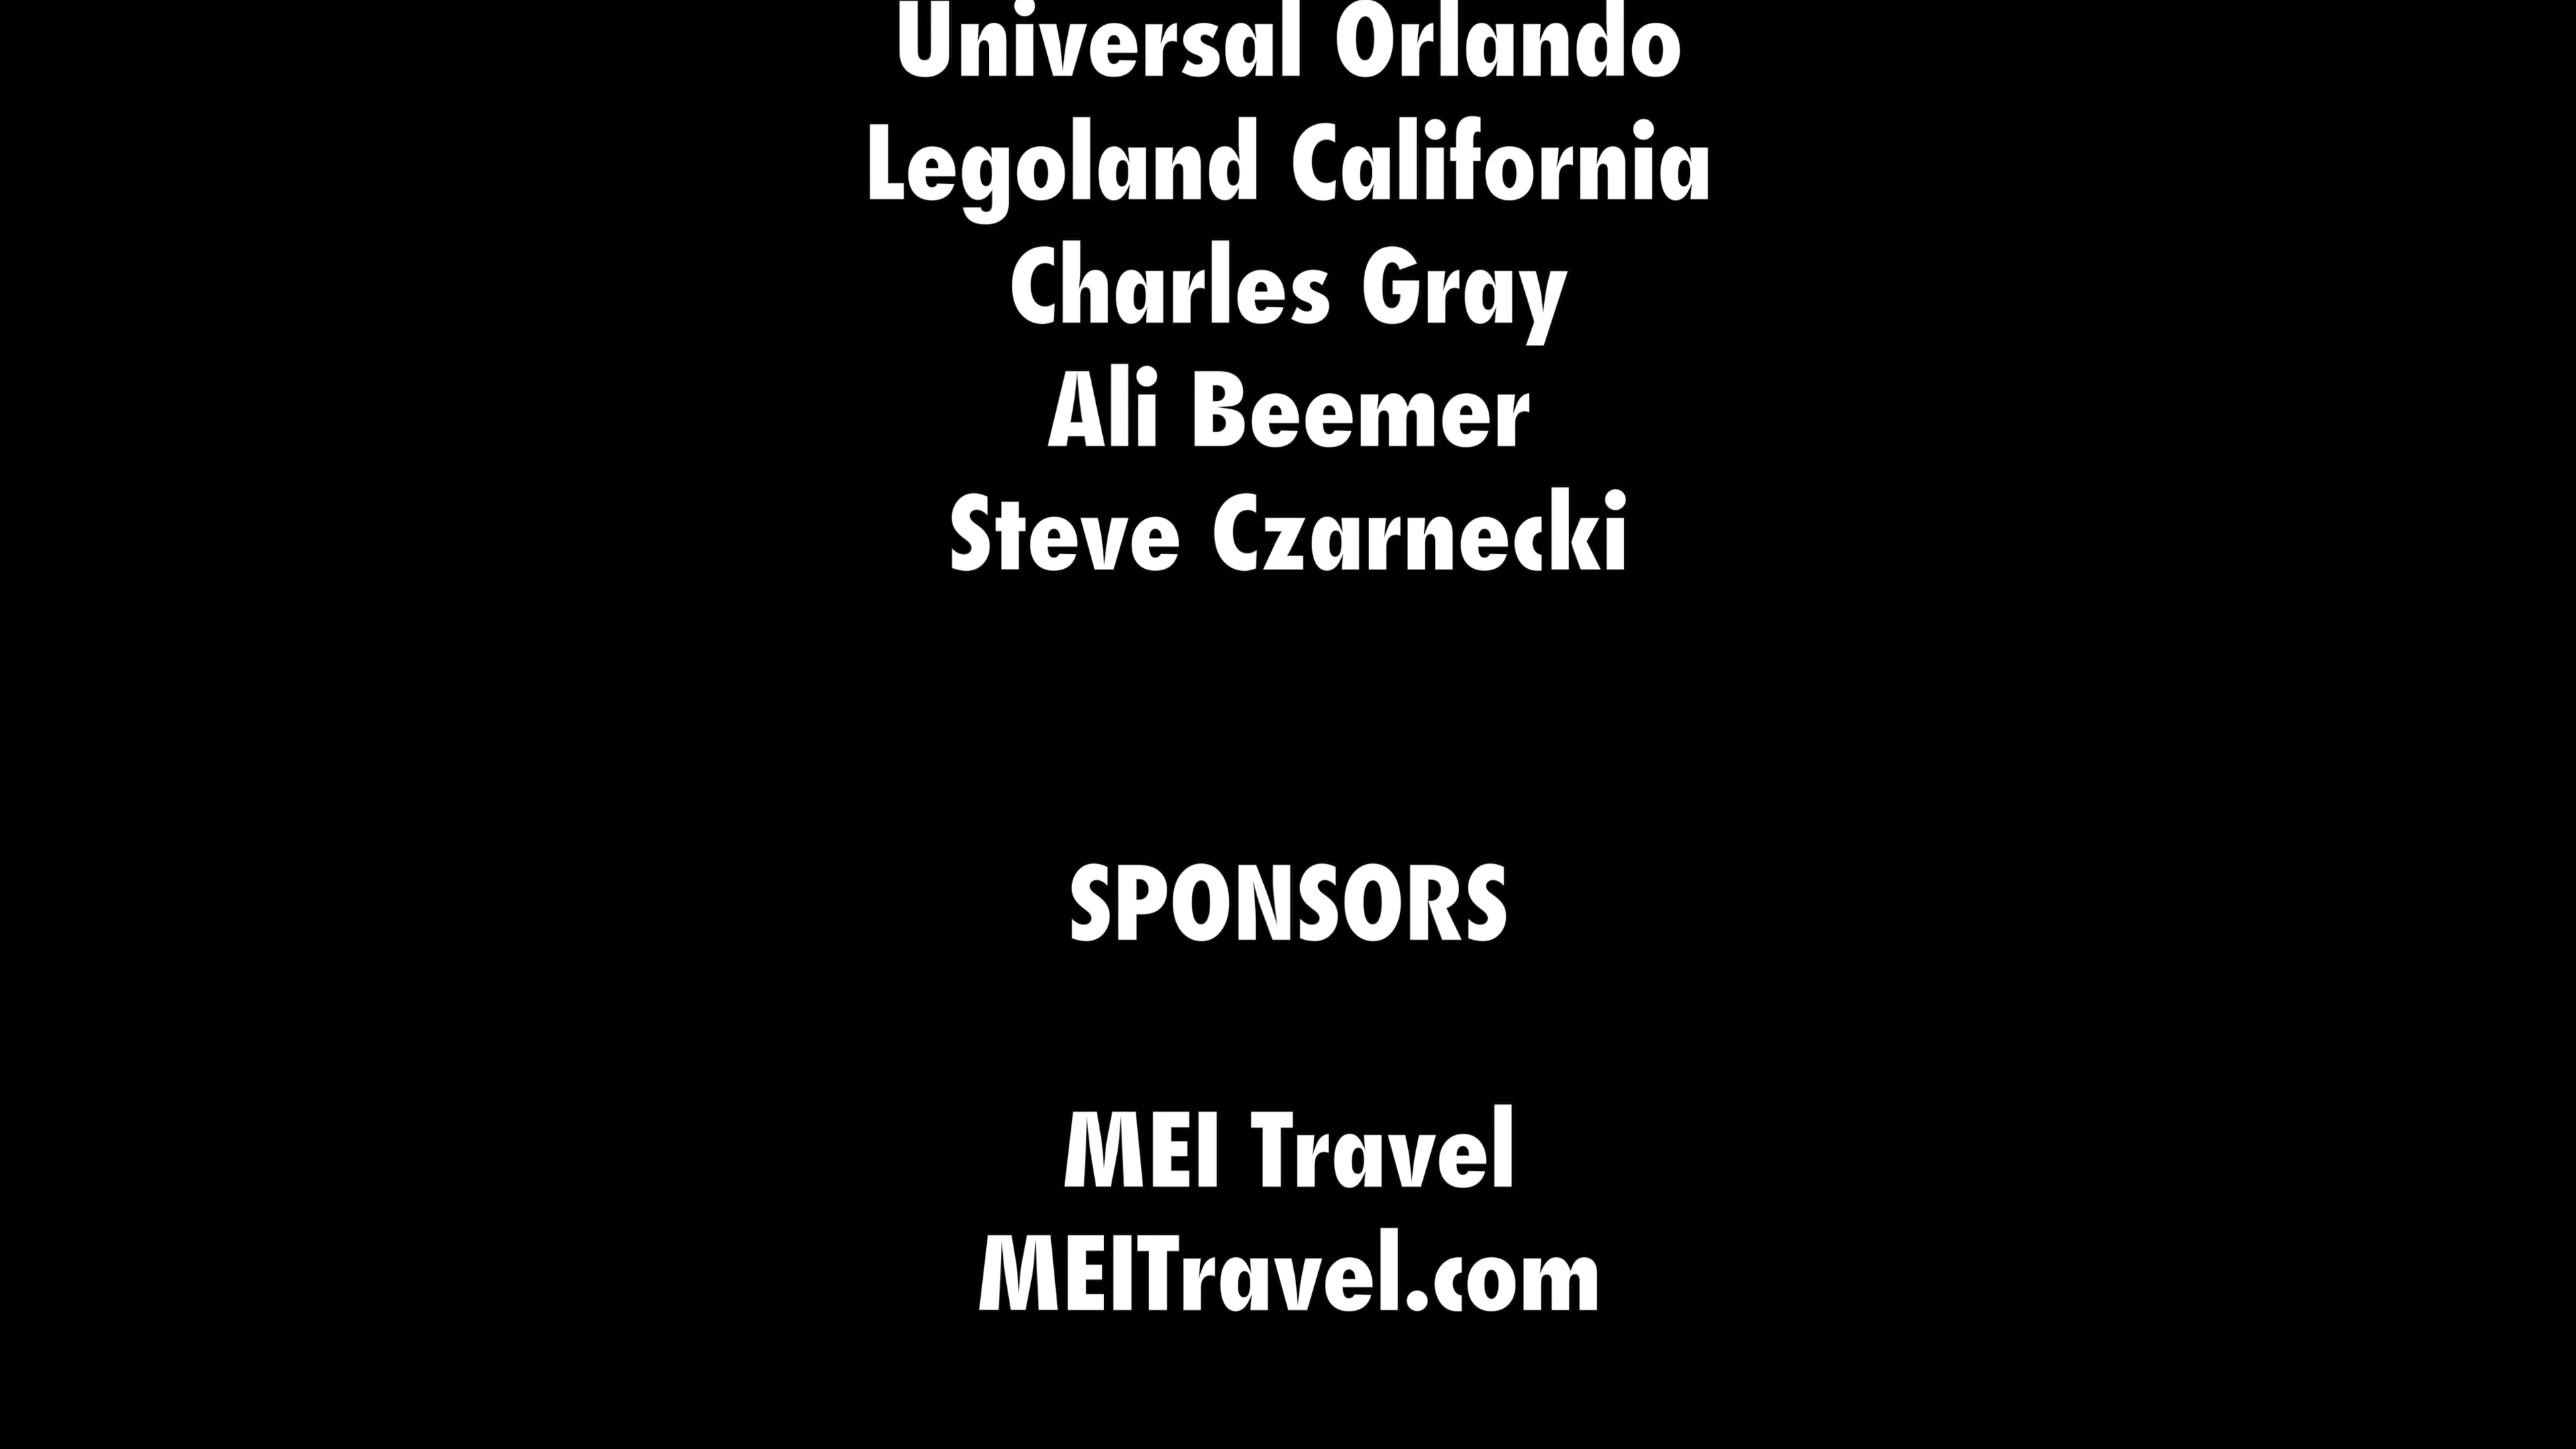 Universal Orlando
Legoland California
Charles Gray
Ali Beemer
Steve Czarnecki
SPONSORS
MEI Travel
MEITravel.com